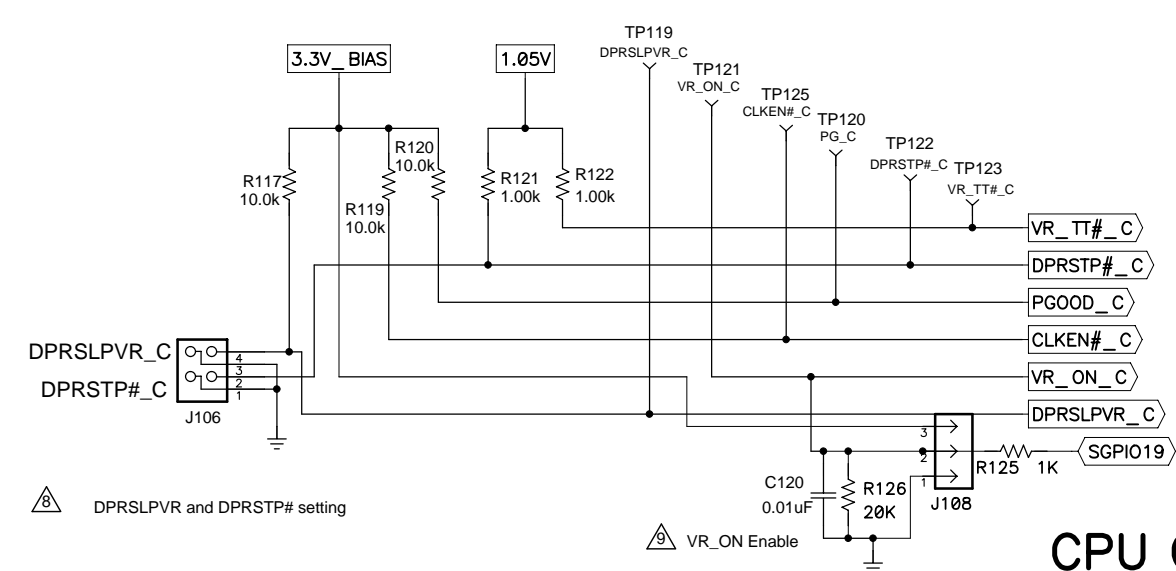 TP119
DPRSLPVR_C
3.3V_BIAS
1.05V
TP121
VR_ON_C
TP125
CLKEN#_C
TP120
PG_C
TP122
DPRSTP#_C
TP123
VR_TT#_C
R117
10.0k
R120
10.0k
R119
10.0k
R121
1.00k
R122
1.00k
VR_TT#_C
DPRSTP#_C
PGOOD_C
CLKEN#_C
VR_ON_C
DPRSLPVR_C
SGPIO19
DPRSLPVR_C
DPRSTP#_C
4
3
2
1
J106
3
2
1
J108
R125 1K
C120
0.01uF
R126
20K
8 DPRSLPVR and DPRSTP# setting
9 VR_ON Enable
CPU